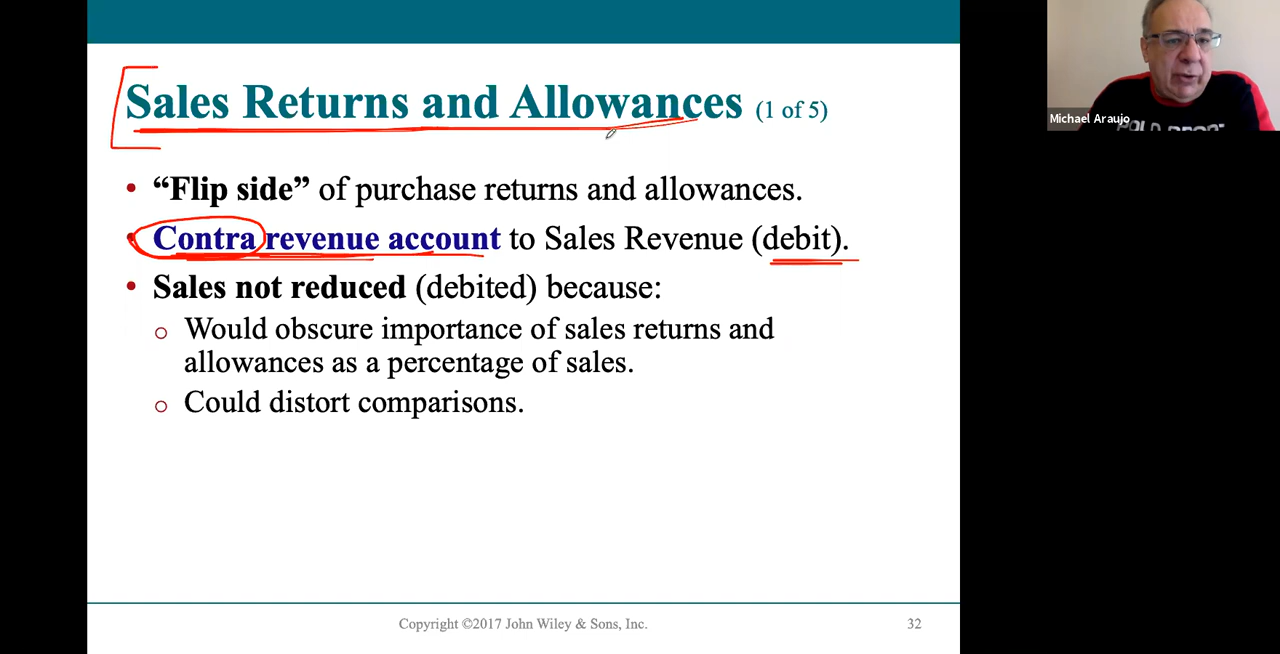 Sales Returns and Allowances (1 of 5)
• “Flip side” of purchase returns and allowances.
• Contra revenue account to Sales Revenue (debit).
• Sales not reduced (debited) because:
o Would obscure importance of sales returns and
allowances as a percentage of sales.
o Could distort comparisons.
Copyright ©2017 John Wiley & Sons, Inc.
32
Michael Araujo